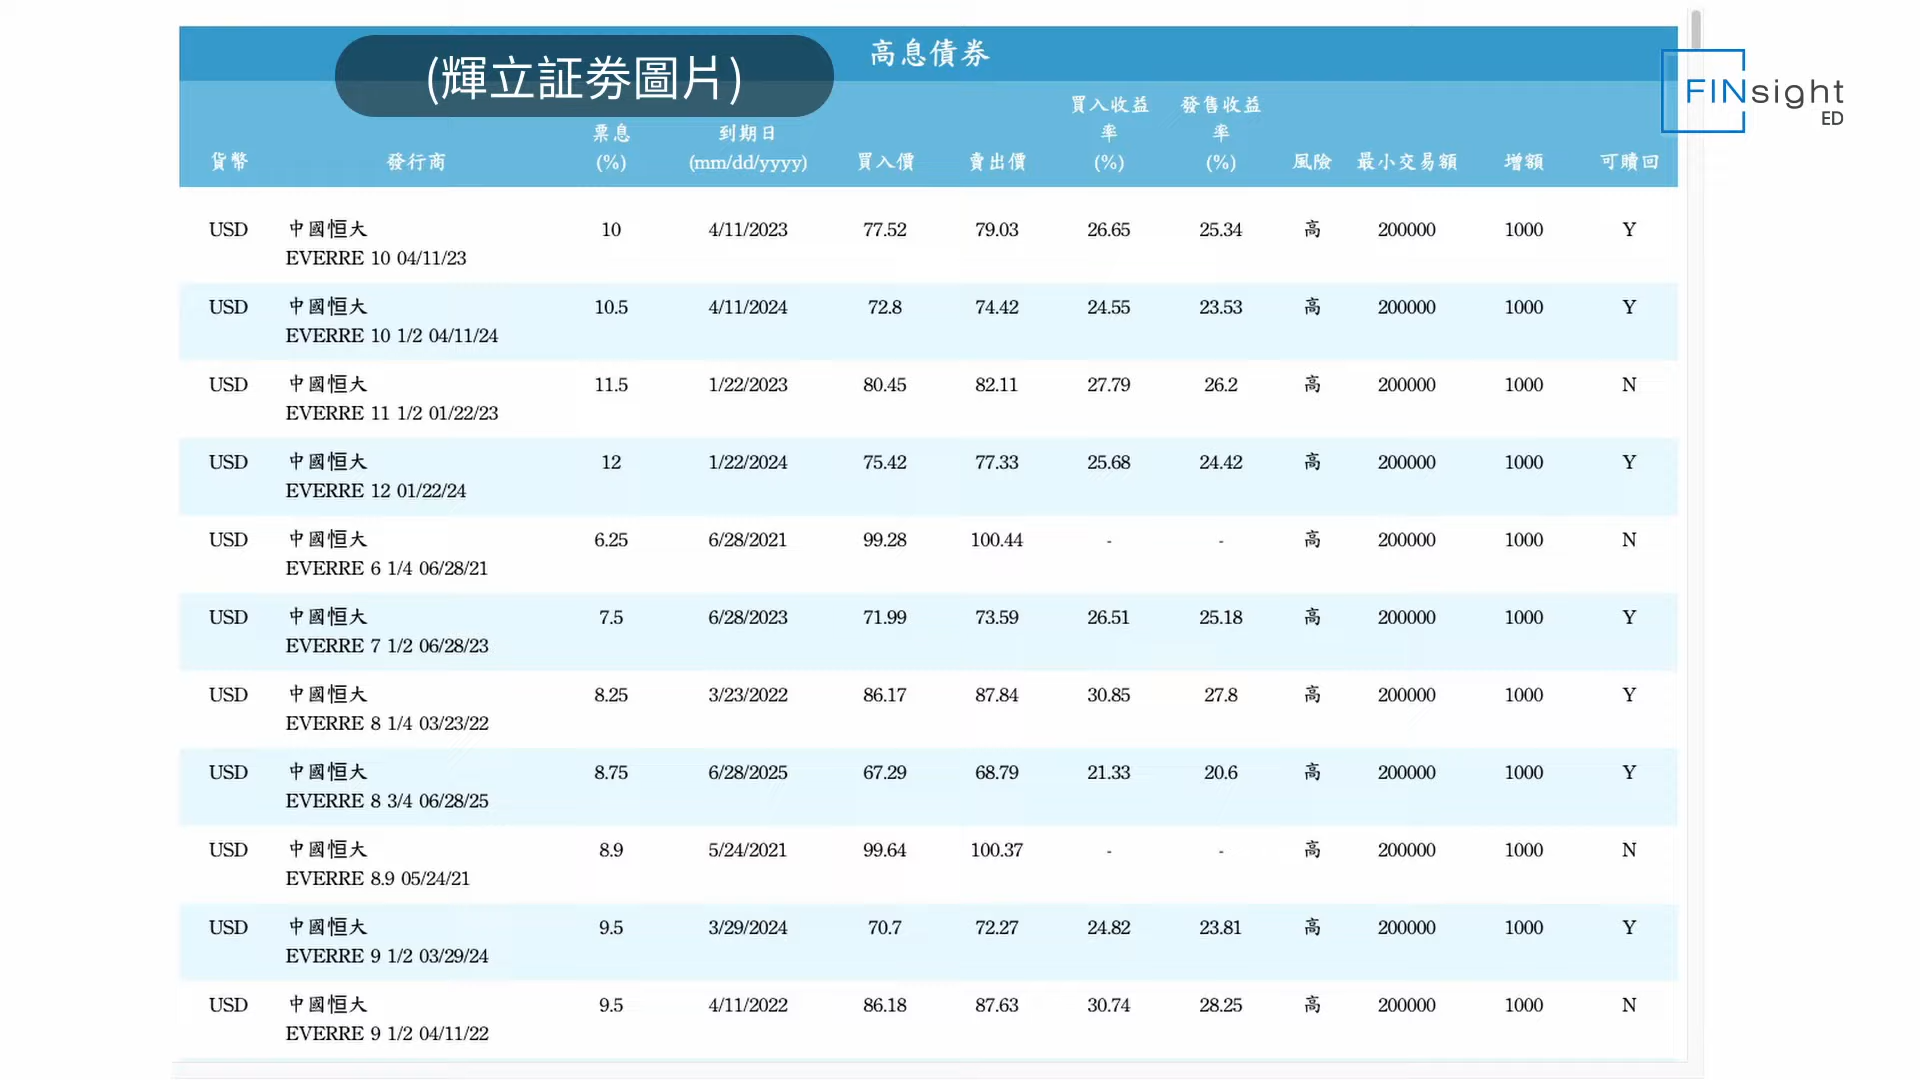 高息債券
(輝立証劵圖片)
FINsight
ED
貨幣 發行商 票息 (%) 到期日 (mm/dd/yyyy) 買入價 賣出價 買入收益率 (%) 發售收益率 (%) 風險 最小交易額 增額 可贖回
USD 中國恒大 10 4/11/2023 77.52 79.03 26.65 25.34 高 200000 1000 Y
EVERRE 10 04/11/23
USD 中國恒大 10.5 4/11/2024 72.8 74.42 24.55 23.53 高 200000 1000 Y
EVERRE 10 1/2 04/11/24
USD 中國恒大 11.5 1/22/2023 80.45 82.11 27.79 26.2 高 200000 1000 N
EVERRE 11 1/2 01/22/23
USD 中國恒大 12 1/22/2024 75.42 77.33 25.68 24.42 高 200000 1000 Y
EVERRE 12 01/22/24
USD 中國恒大 6.25 6/28/2021 99.28 100.44 - - 高 200000 1000 N
EVERRE 6 1/4 06/28/21
USD 中國恒大 7.5 6/28/2023 71.99 73.59 26.51 25.18 高 200000 1000 Y
EVERRE 7 1/2 06/28/23
USD 中國恒大 8.25 3/23/2022 86.17 87.84 30.85 27.8 高 200000 1000 Y
EVERRE 8 1/4 03/23/22
USD 中國恒大 8.75 6/28/2025 67.29 68.79 21.33 20.6 高 200000 1000 Y
EVERRE 8 3/4 06/28/25
USD 中國恒大 8.9 5/24/2021 99.64 100.37 - - 高 200000 1000 N
EVERRE 8.9 05/24/21
USD 中國恒大 9.5 3/29/2024 70.7 72.27 24.82 23.81 高 200000 1000 Y
EVERRE 9 1/2 03/29/24
USD 中國恒大 9.5 4/11/2022 86.18 87.63 30.74 28.25 高 200000 1000 N
EVERRE 9 1/2 04/11/22